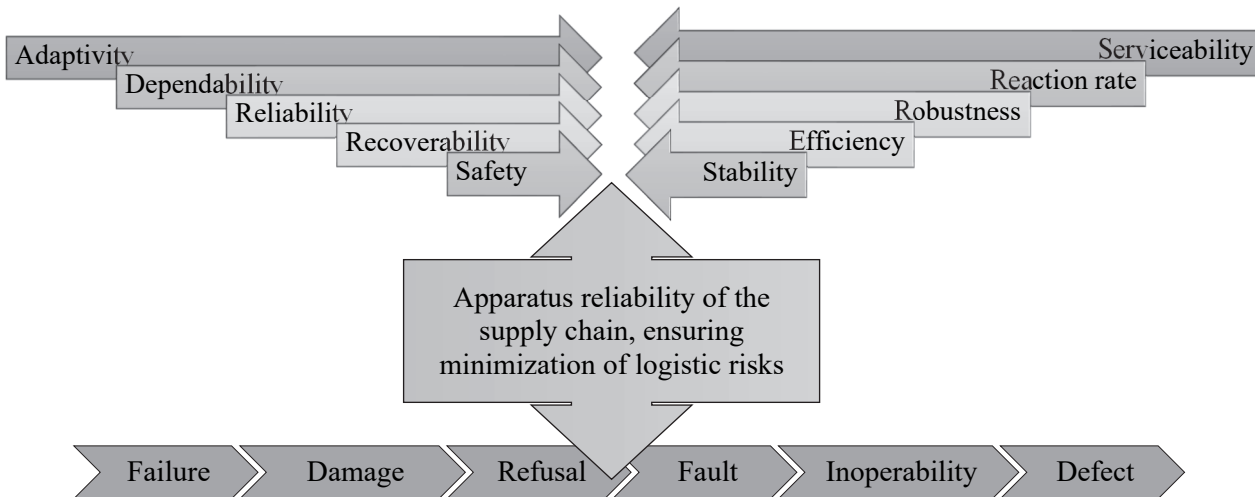 Adaptivity
Dependability
Reliability
Recoverability
Safety
Serviceability
Reaction rate
Robustness
Efficiency
Stability
Apparatus reliability of the
supply chain, ensuring
minimization of logistic risks
Failure
Damage
Refusal
Fault
Inoperability
Defect